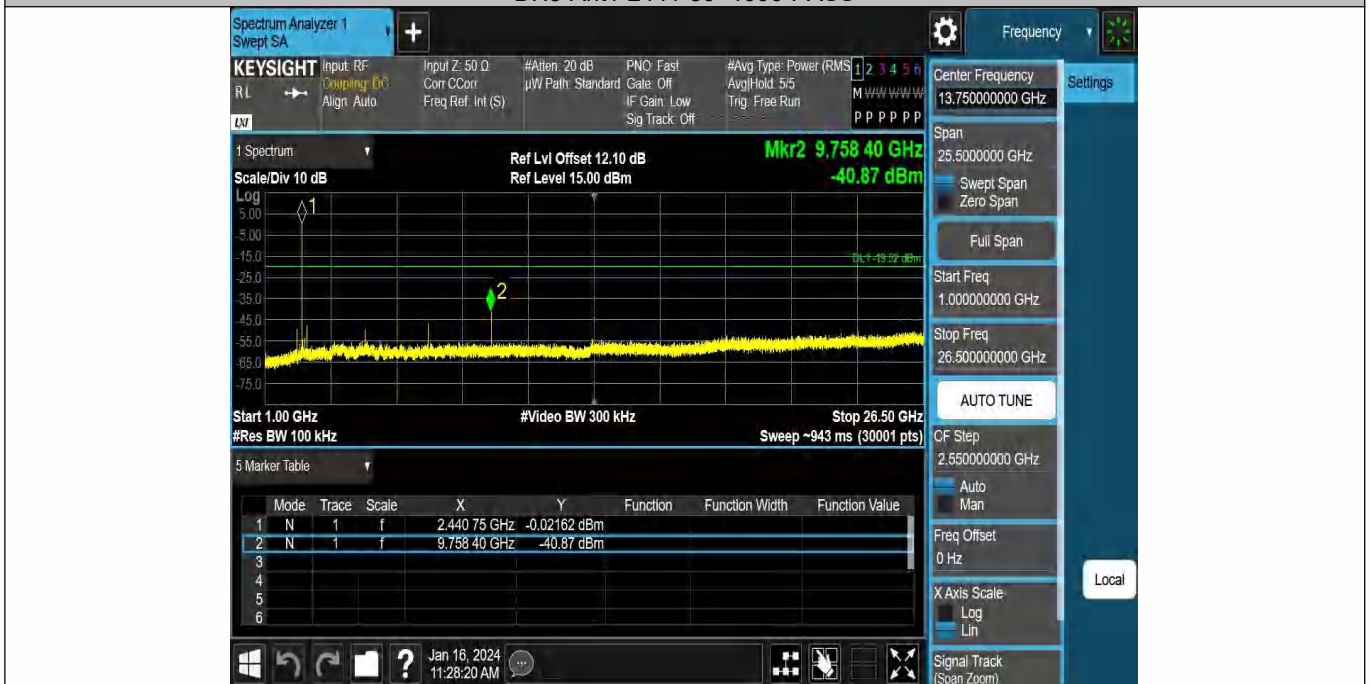 Spectrum Analyzer 1
Swept SA
+
Frequency
KEYSIGHT
RL
LXI
Input: RF
Coupling: DC
Align: Auto
Input Z: 50 Ω
Corr CCorr
Freq Ref: Int (S)
#Atten: 20 dB
µW Path: Standard
PNO: Fast
Gate: Off
IF Gain: Low
Sig Track: Off
#Avg Type: Power (RMS
Avg|Hold: 5/5
Trig: Free Run
1 2 3 4 5 6
M W W W W W
P P P P P P
Center Frequency
13.750000000 GHz
Settings
1 Spectrum
Scale/Div 10 dB
Log
Ref Lvl Offset 12.10 dB
Ref Level 15.00 dBm
Mkr2 9.758 40 GHz
-40.87 dBm
5.00
-5.00
-15.0
-25.0
-35.0
-45.0
-55.0
-65.0
-75.0
1
2
DL1 -19.52 dBm
Start 1.00 GHz
#Res BW 100 kHz
#Video BW 300 kHz
Stop 26.50 GHz
Sweep ~943 ms (30001 pts)
Span
25.5000000 GHz
Swept Span
Zero Span
Full Span
Start Freq
1.000000000 GHz
Stop Freq
26.500000000 GHz
AUTO TUNE
CF Step
2.550000000 GHz
Auto
Man
Freq Offset
0 Hz
X Axis Scale
Log
Lin
Signal Track
(Span Zoom)
Local
5 Marker Table
Mode Trace Scale X Y Function Function Width Function Value
1 N 1 f 2.440 75 GHz -0.02162 dBm
2 N 1 f 9.758 40 GHz -40.87 dBm
3
4
5
6
?
Jan 16, 2024
11:28:20 AM